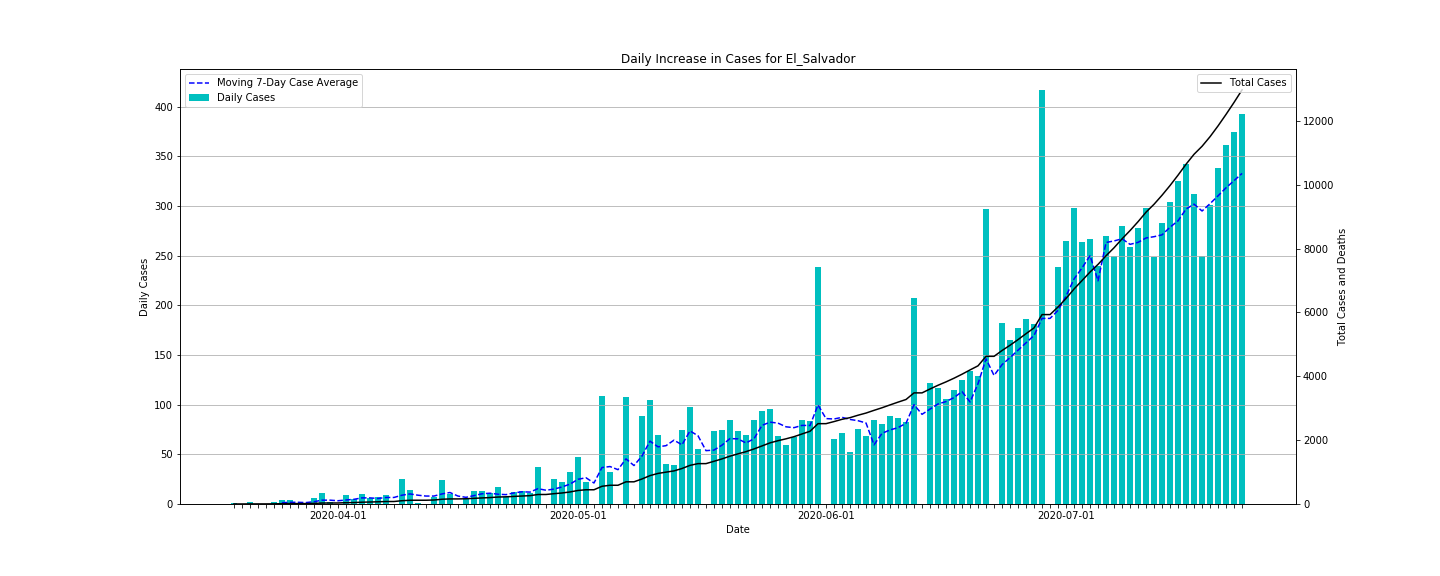 Daily Increase in Cases for El_Salvador
Moving 7-Day Case Average
Daily Cases
Total Cases
400
350
300
250
200
150
100
50
0
Daily Cases
12000
10000
8000
6000
4000
2000
0
Total Cases and Deaths
2020-04-01
2020-05-01
2020-06-01
2020-07-01
Date